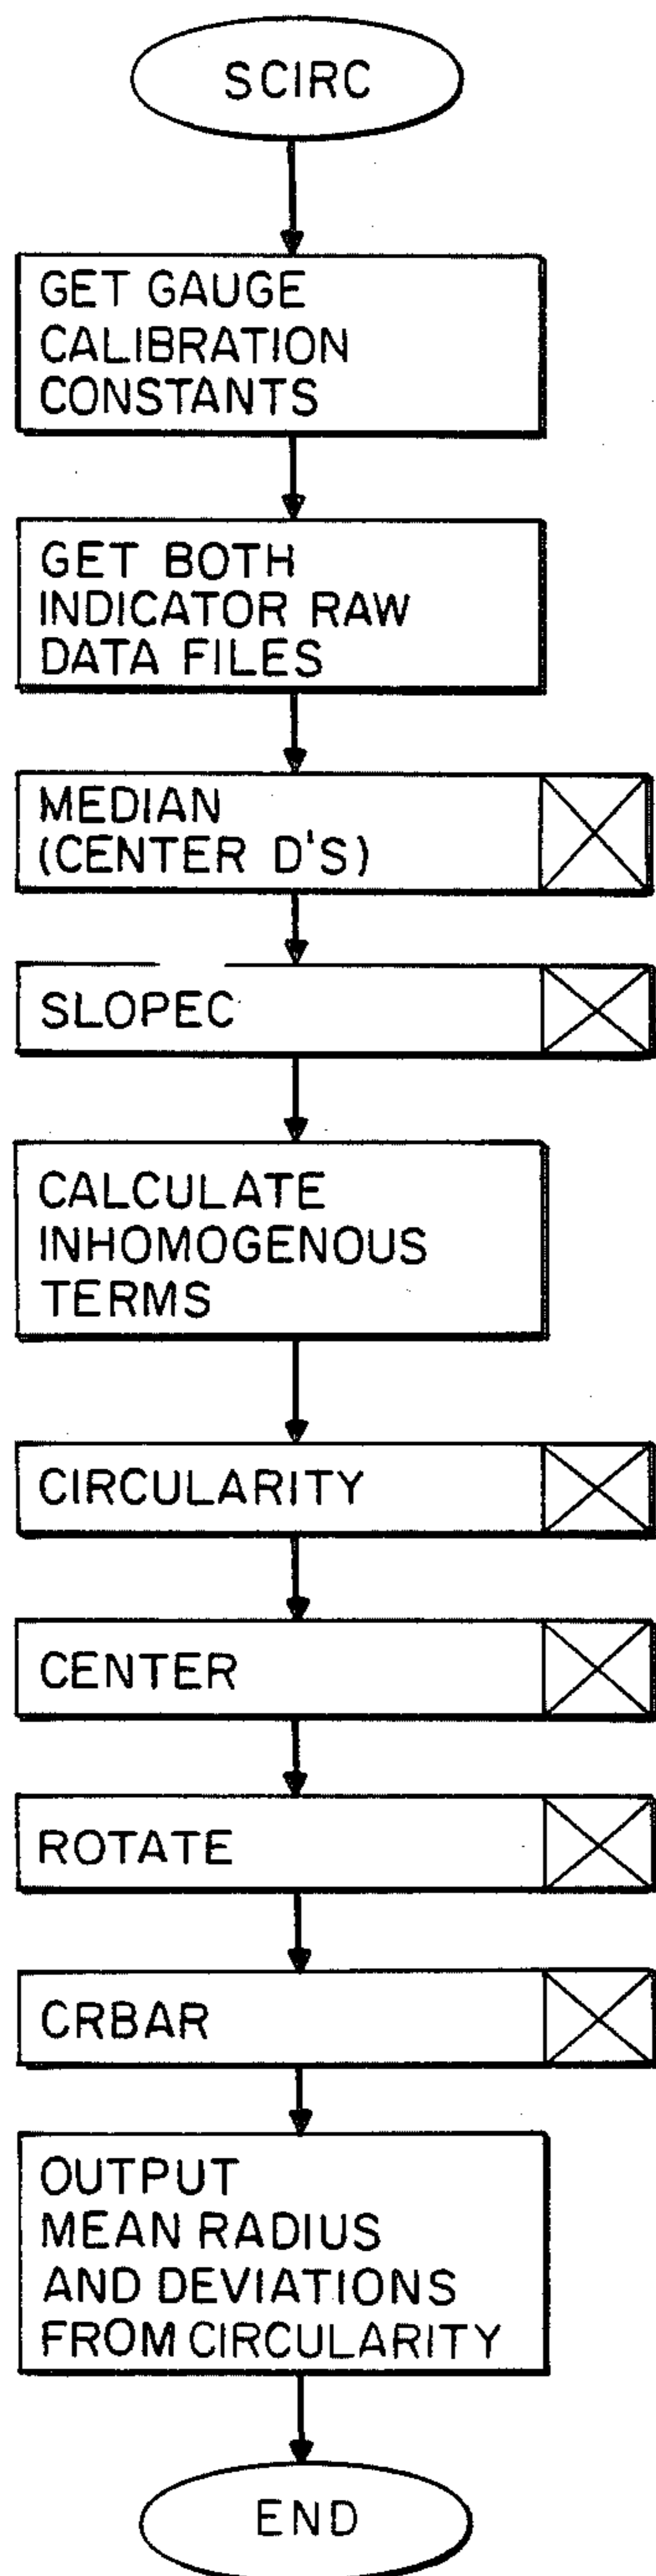 SCIRC
GET GAUGE
CALIBRATION
CONSTANTS
GET BOTH
INDICATOR RAW
DATA FILES
MEDIAN
(CENTER D'S)
SLOPEC
CALCULATE
INHOMOGENOUS
TERMS
CIRCULARITY
CENTER
ROTATE
CRBAR
OUTPUT
MEAN RADIUS
AND DEVIATIONS
FROM CIRCULARITY
END